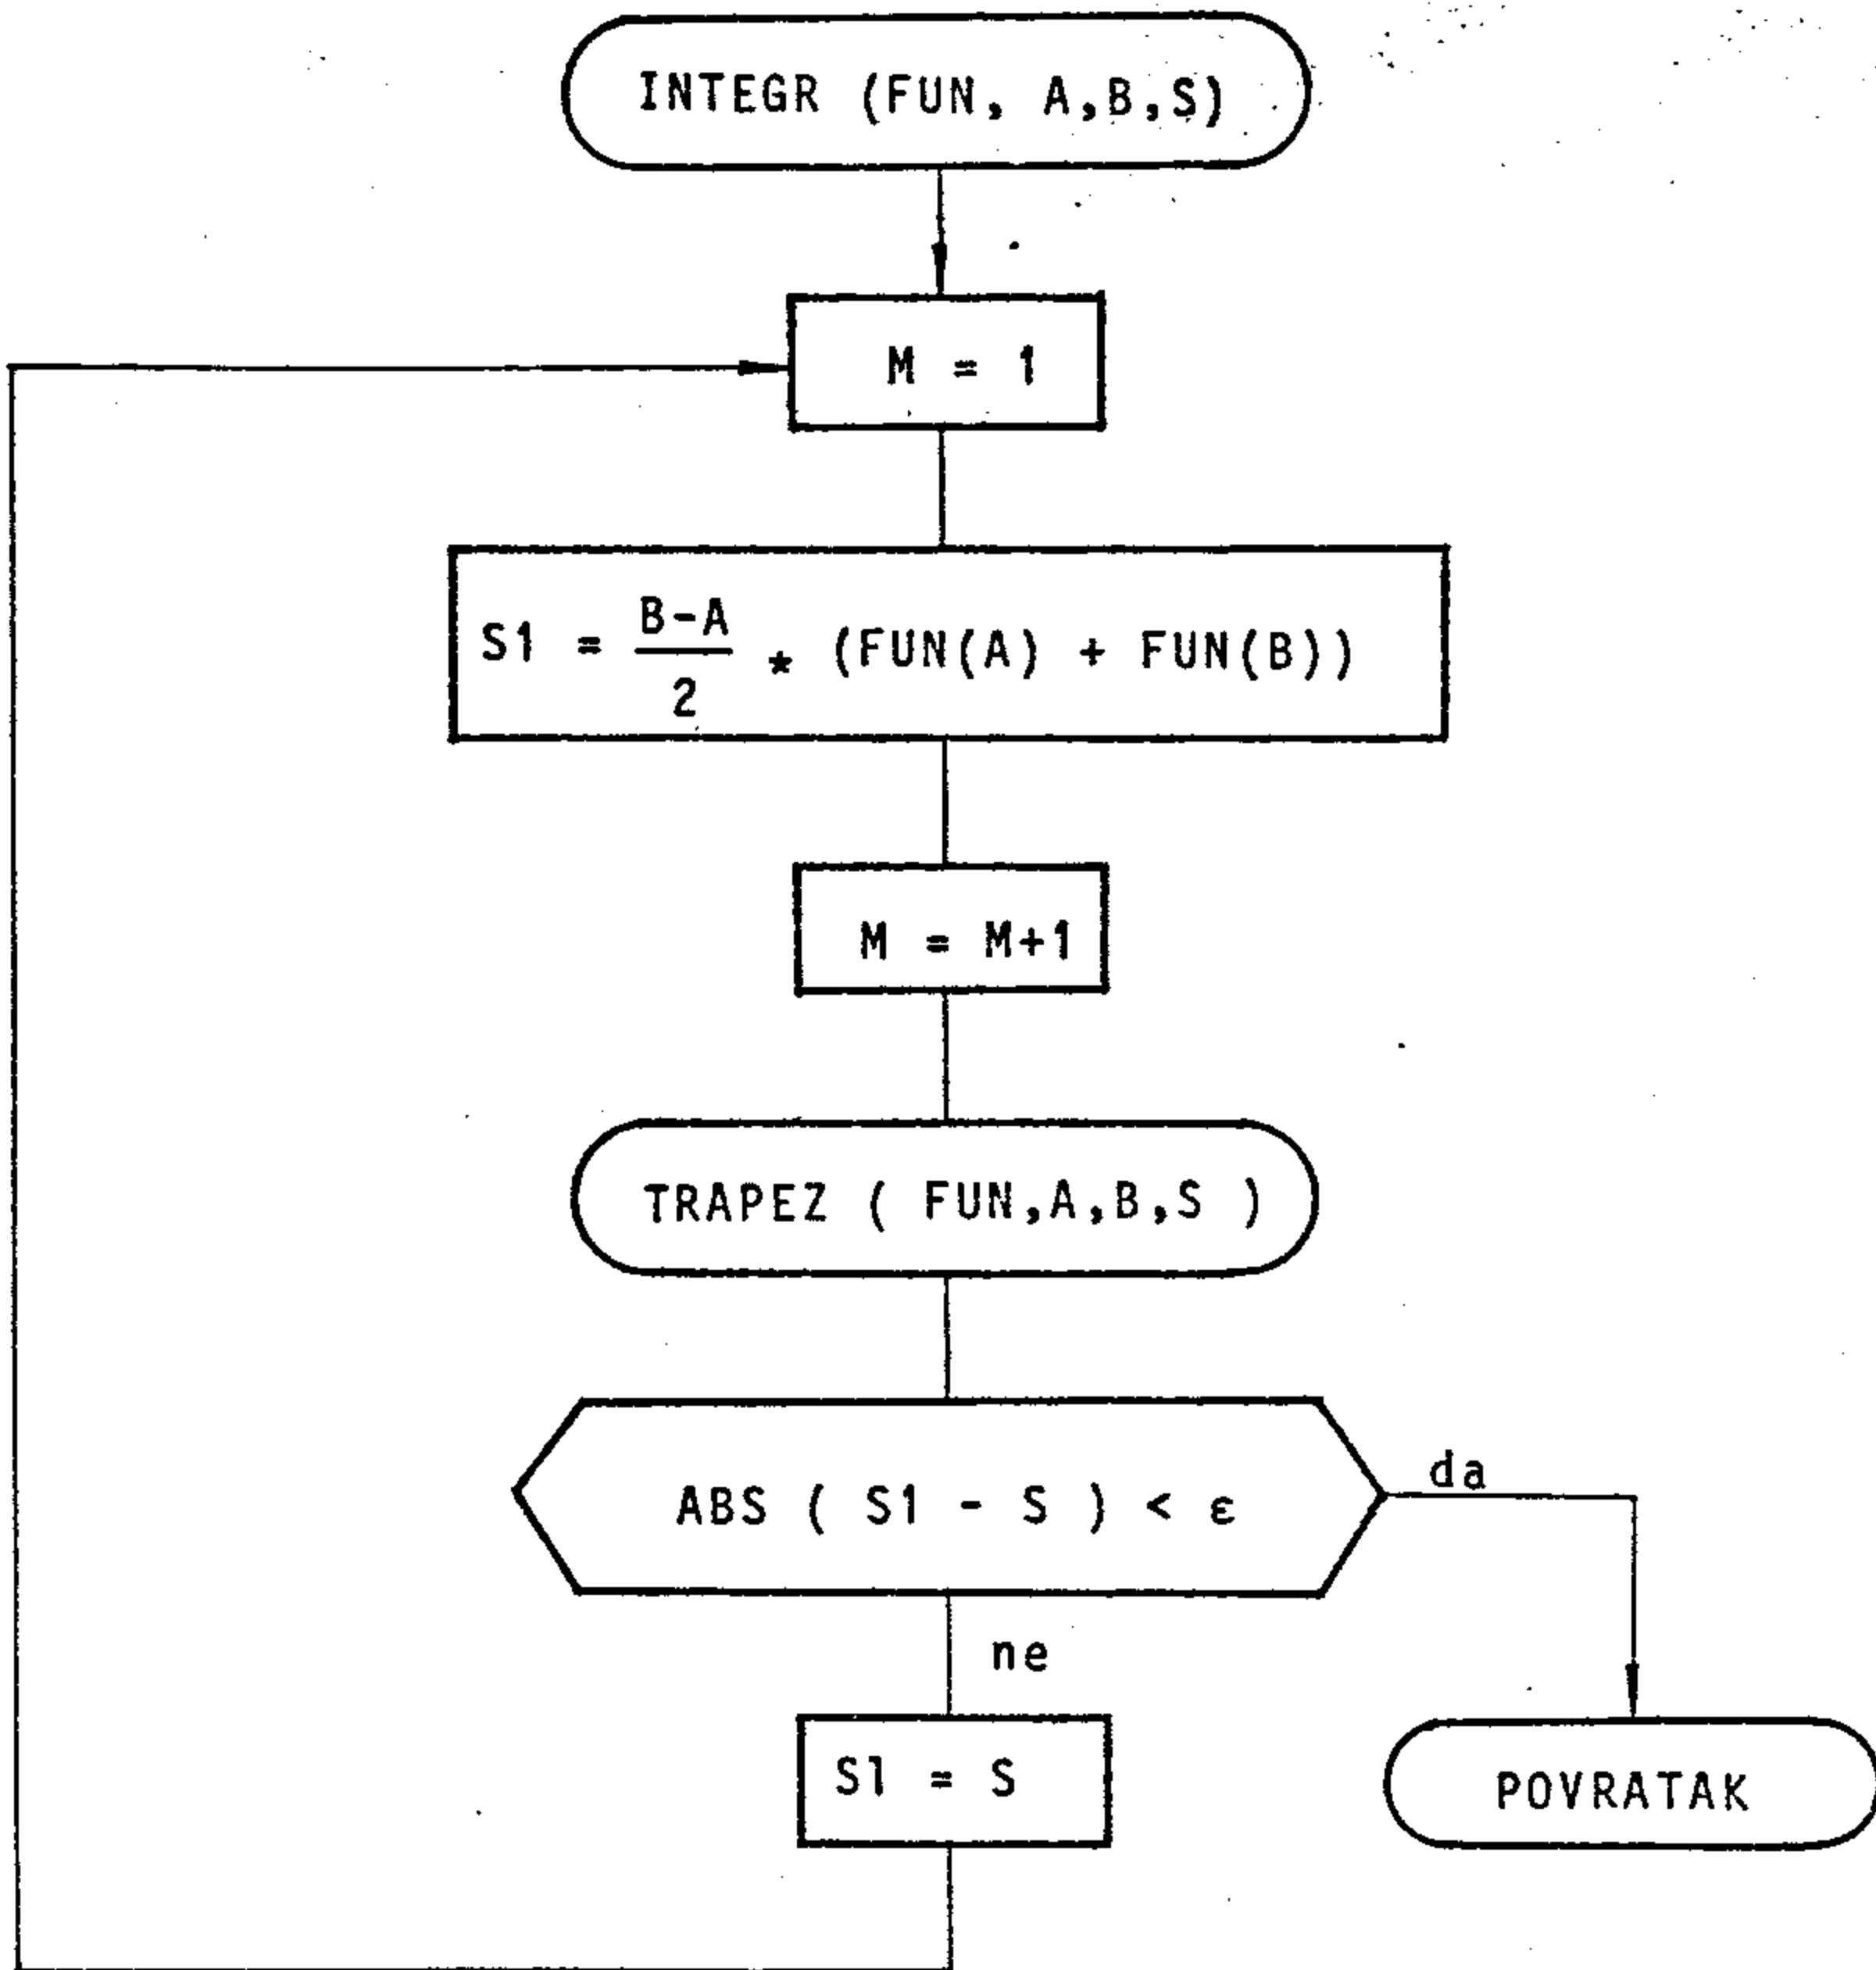 INTEGR (FUN, A,B,S)
M = 1
S1 = B-A/2 * (FUN(A) + FUN(B))
M = M+1
TRAPEZ ( FUN,A,B,S )
ABS ( S1 - S ) < ε
da
ne
S1 = S
POVRATAK